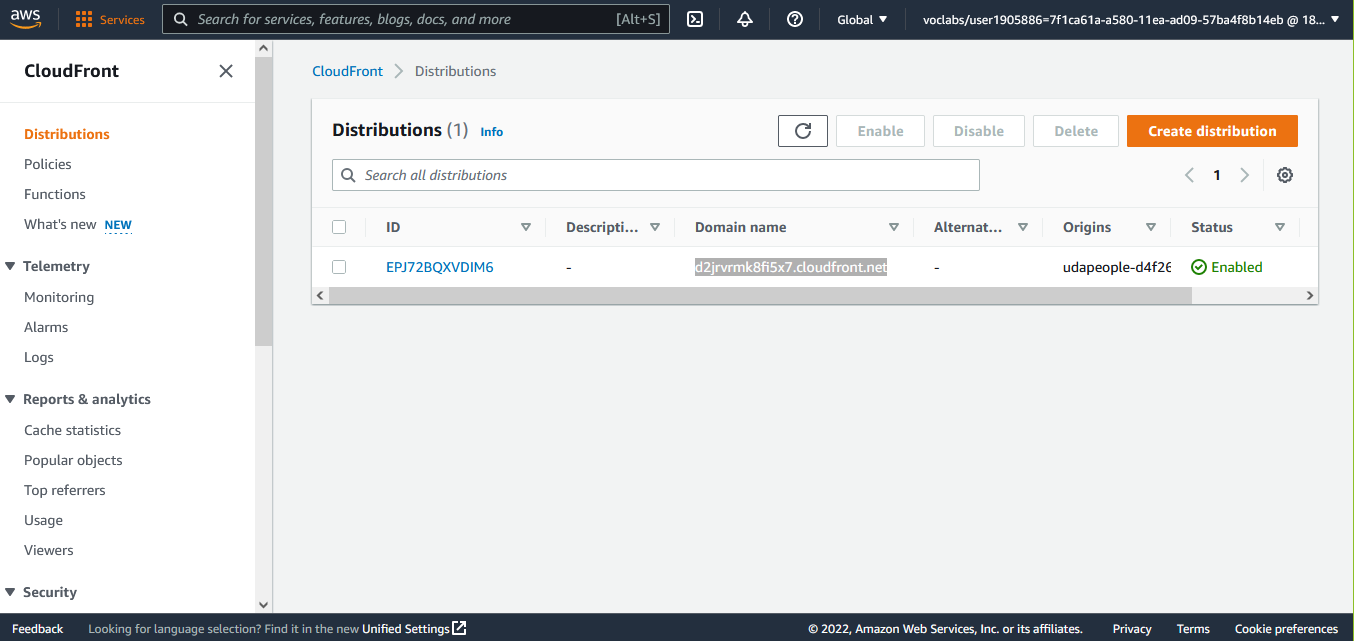 aws Services Search for services, features, blogs, docs, and more [Alt+S] Global voclabs/user1905886=7f1ca61a-a580-11ea-ad09-57ba4f8b14eb @ 18...
CloudFront
Distributions
Policies
Functions
What's new NEW
Telemetry
Monitoring
Alarms
Logs
Reports & analytics
Cache statistics
Popular objects
Top referrers
Usage
Viewers
Security
CloudFront Distributions
Distributions (1) Info Enable Disable Delete Create distribution
Search all distributions 1
ID Descripti... Domain name Alternat... Origins Status
EPJ72BQXVDIM6 - d2jrvrmk8fi5x7.cloudfront.net - udapeople-d4f26 Enabled
Feedback Looking for language selection? Find it in the new Unified Settings © 2022, Amazon Web Services, Inc. or its affiliates. Privacy Terms Cookie preferences